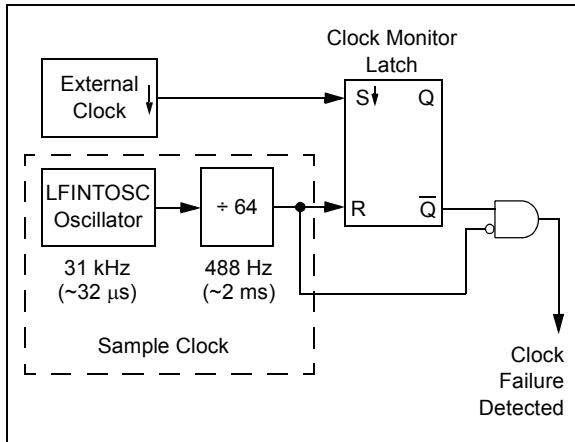 Clock Monitor
Latch
External
Clock
S
Q
LFINTOSC
Oscillator
÷ 64
R
Q̅
31 kHz
(~32 μs)
488 Hz
(~2 ms)
Sample Clock
Clock
Failure
Detected